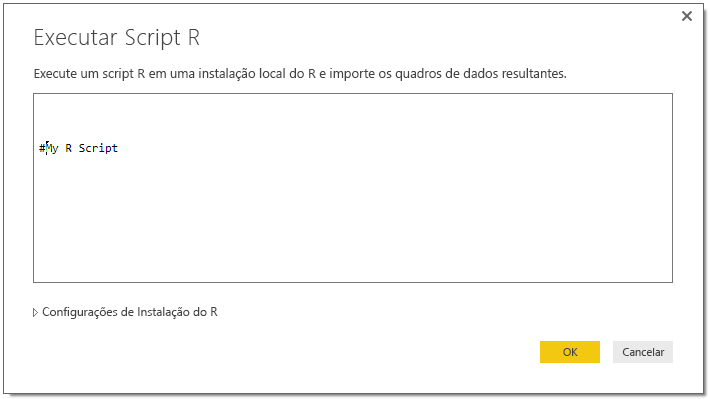 Executar Script R
Execute um script R em uma instalação local do R e importe os quadros de dados resultantes.
#My R Script
Configurações de Instalação do R
OK
Cancelar